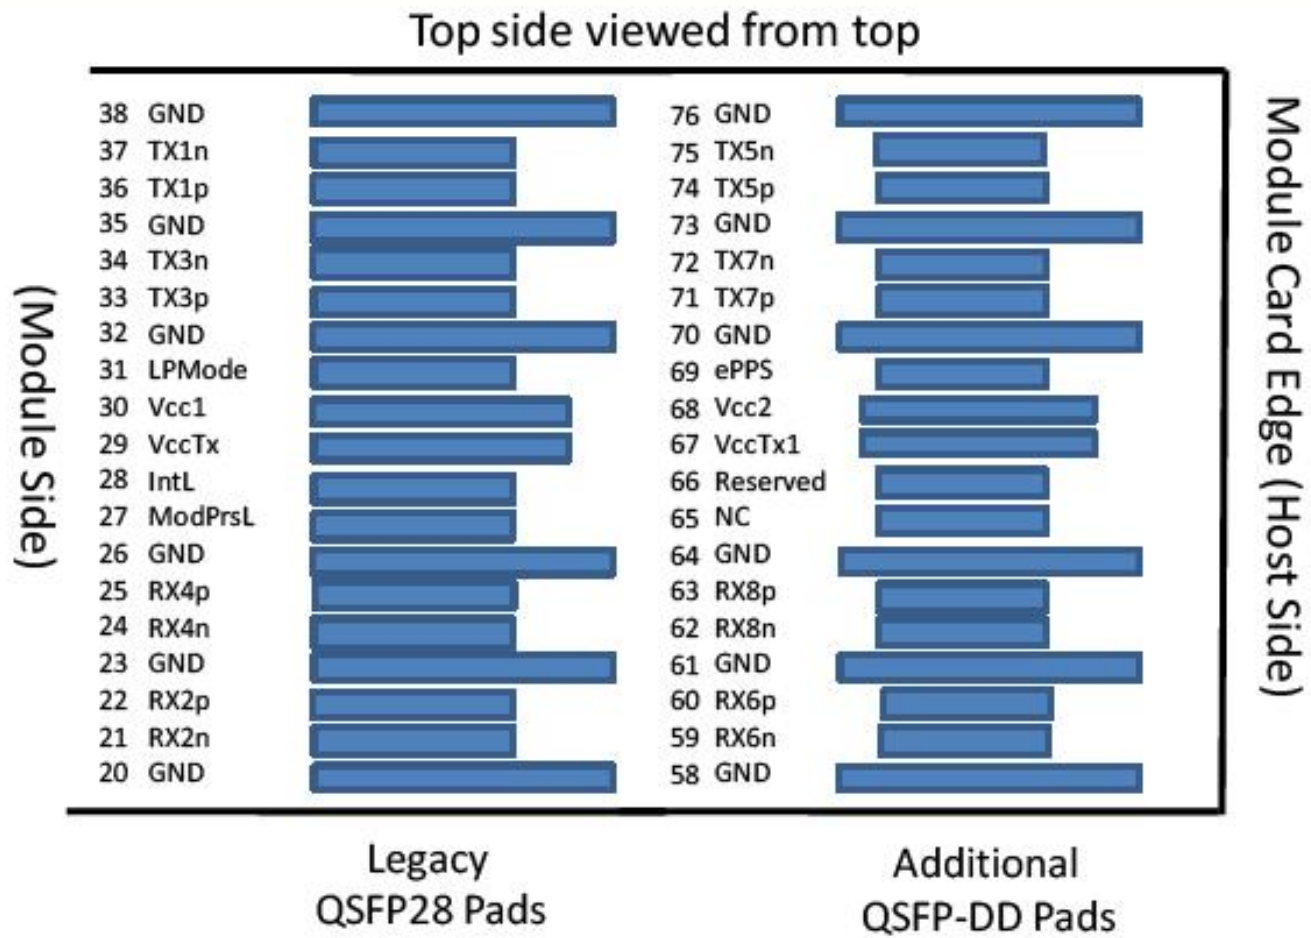 Top side viewed from top
38 GND 76 GND
37 TX1n 75 TX5n
36 TX1p 74 TX5p
35 GND 73 GND
34 TX3n 72 TX7n
33 TX3p 71 TX7p
32 GND 70 GND
31 LPMode 69 ePPS
30 Vcc1 68 Vcc2
29 VccTx 67 VccTx1
28 IntL 66 Reserved
27 ModPrsL 65 NC
26 GND 64 GND
25 RX4p 63 RX8p
24 RX4n 62 RX8n
23 GND 61 GND
22 RX2p 60 RX6p
21 RX2n 59 RX6n
20 GND 58 GND
(Module Side)
Module Card Edge (Host Side)
Legacy
QSFP28 Pads
Additional
QSFP-DD Pads